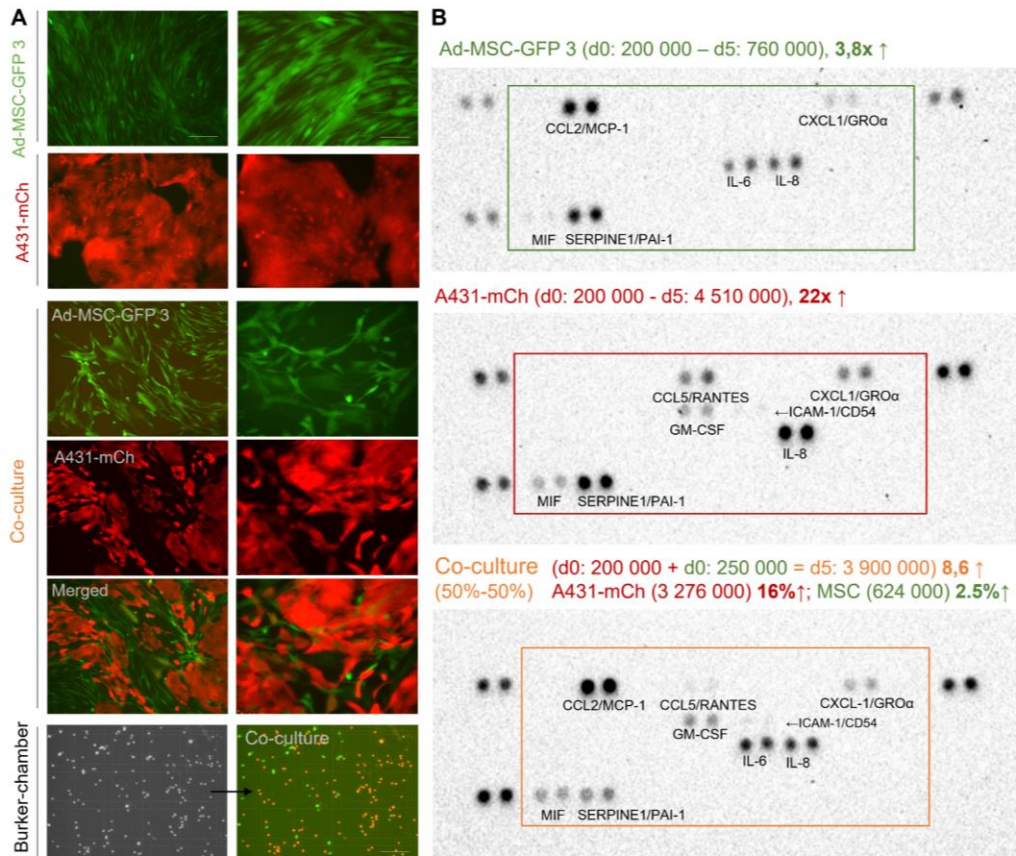 A
Ad-MSC-GFP 3
A431-mCh
Co-culture
Ad-MSC-GFP 3
A431-mCh
Merged
Burker-chamber
Co-culture
B
Ad-MSC-GFP 3 (d0: 200 000 – d5: 760 000), 3,8x ↑
CCL2/MCP-1
CXCL1/GROα
IL-6
IL-8
MIF
SERPINE1/PAI-1
A431-mCh (d0: 200 000 - d5: 4 510 000), 22x ↑
CCL5/RANTES
CXCL1/GROα
←ICAM-1/CD54
GM-CSF
IL-8
MIF
SERPINE1/PAI-1
Co-culture (d0: 200 000 + d0: 250 000 = d5: 3 900 000) 8,6 ↑
(50%-50%) A431-mCh (3 276 000) 16%↑; MSC (624 000) 2.5%↑
CCL2/MCP-1
CCL5/RANTES
CXCL-1/GROα
←ICAM-1/CD54
GM-CSF
IL-6
IL-8
MIF
SERPINE1/PAI-1